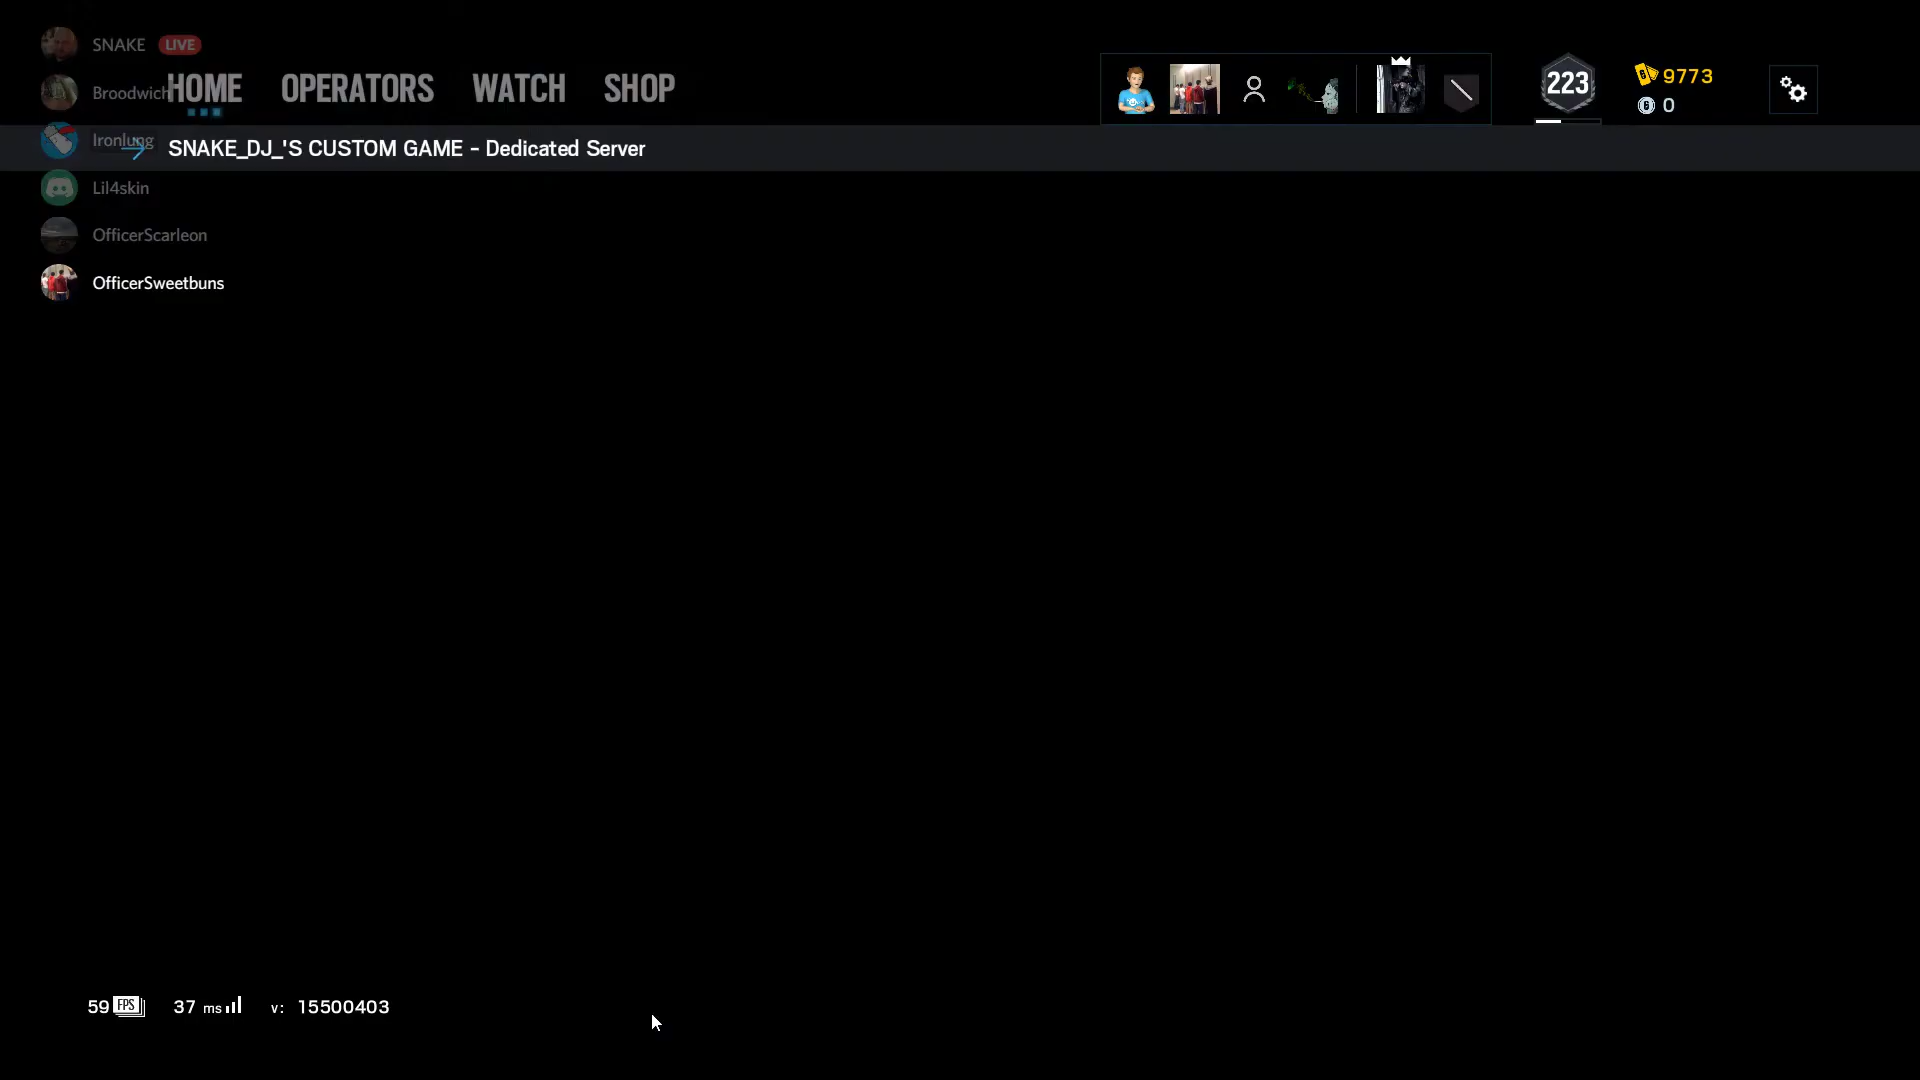 SNAKE LIVE
Broodwich
HOME OPERATORS WATCH SHOP
223
9773
0
Ironlung
SNAKE_DJ_'S CUSTOM GAME - Dedicated Server
Lil4skin
OfficerScarleon
OfficerSweetbuns
59 FPS 37 ms v: 15500403